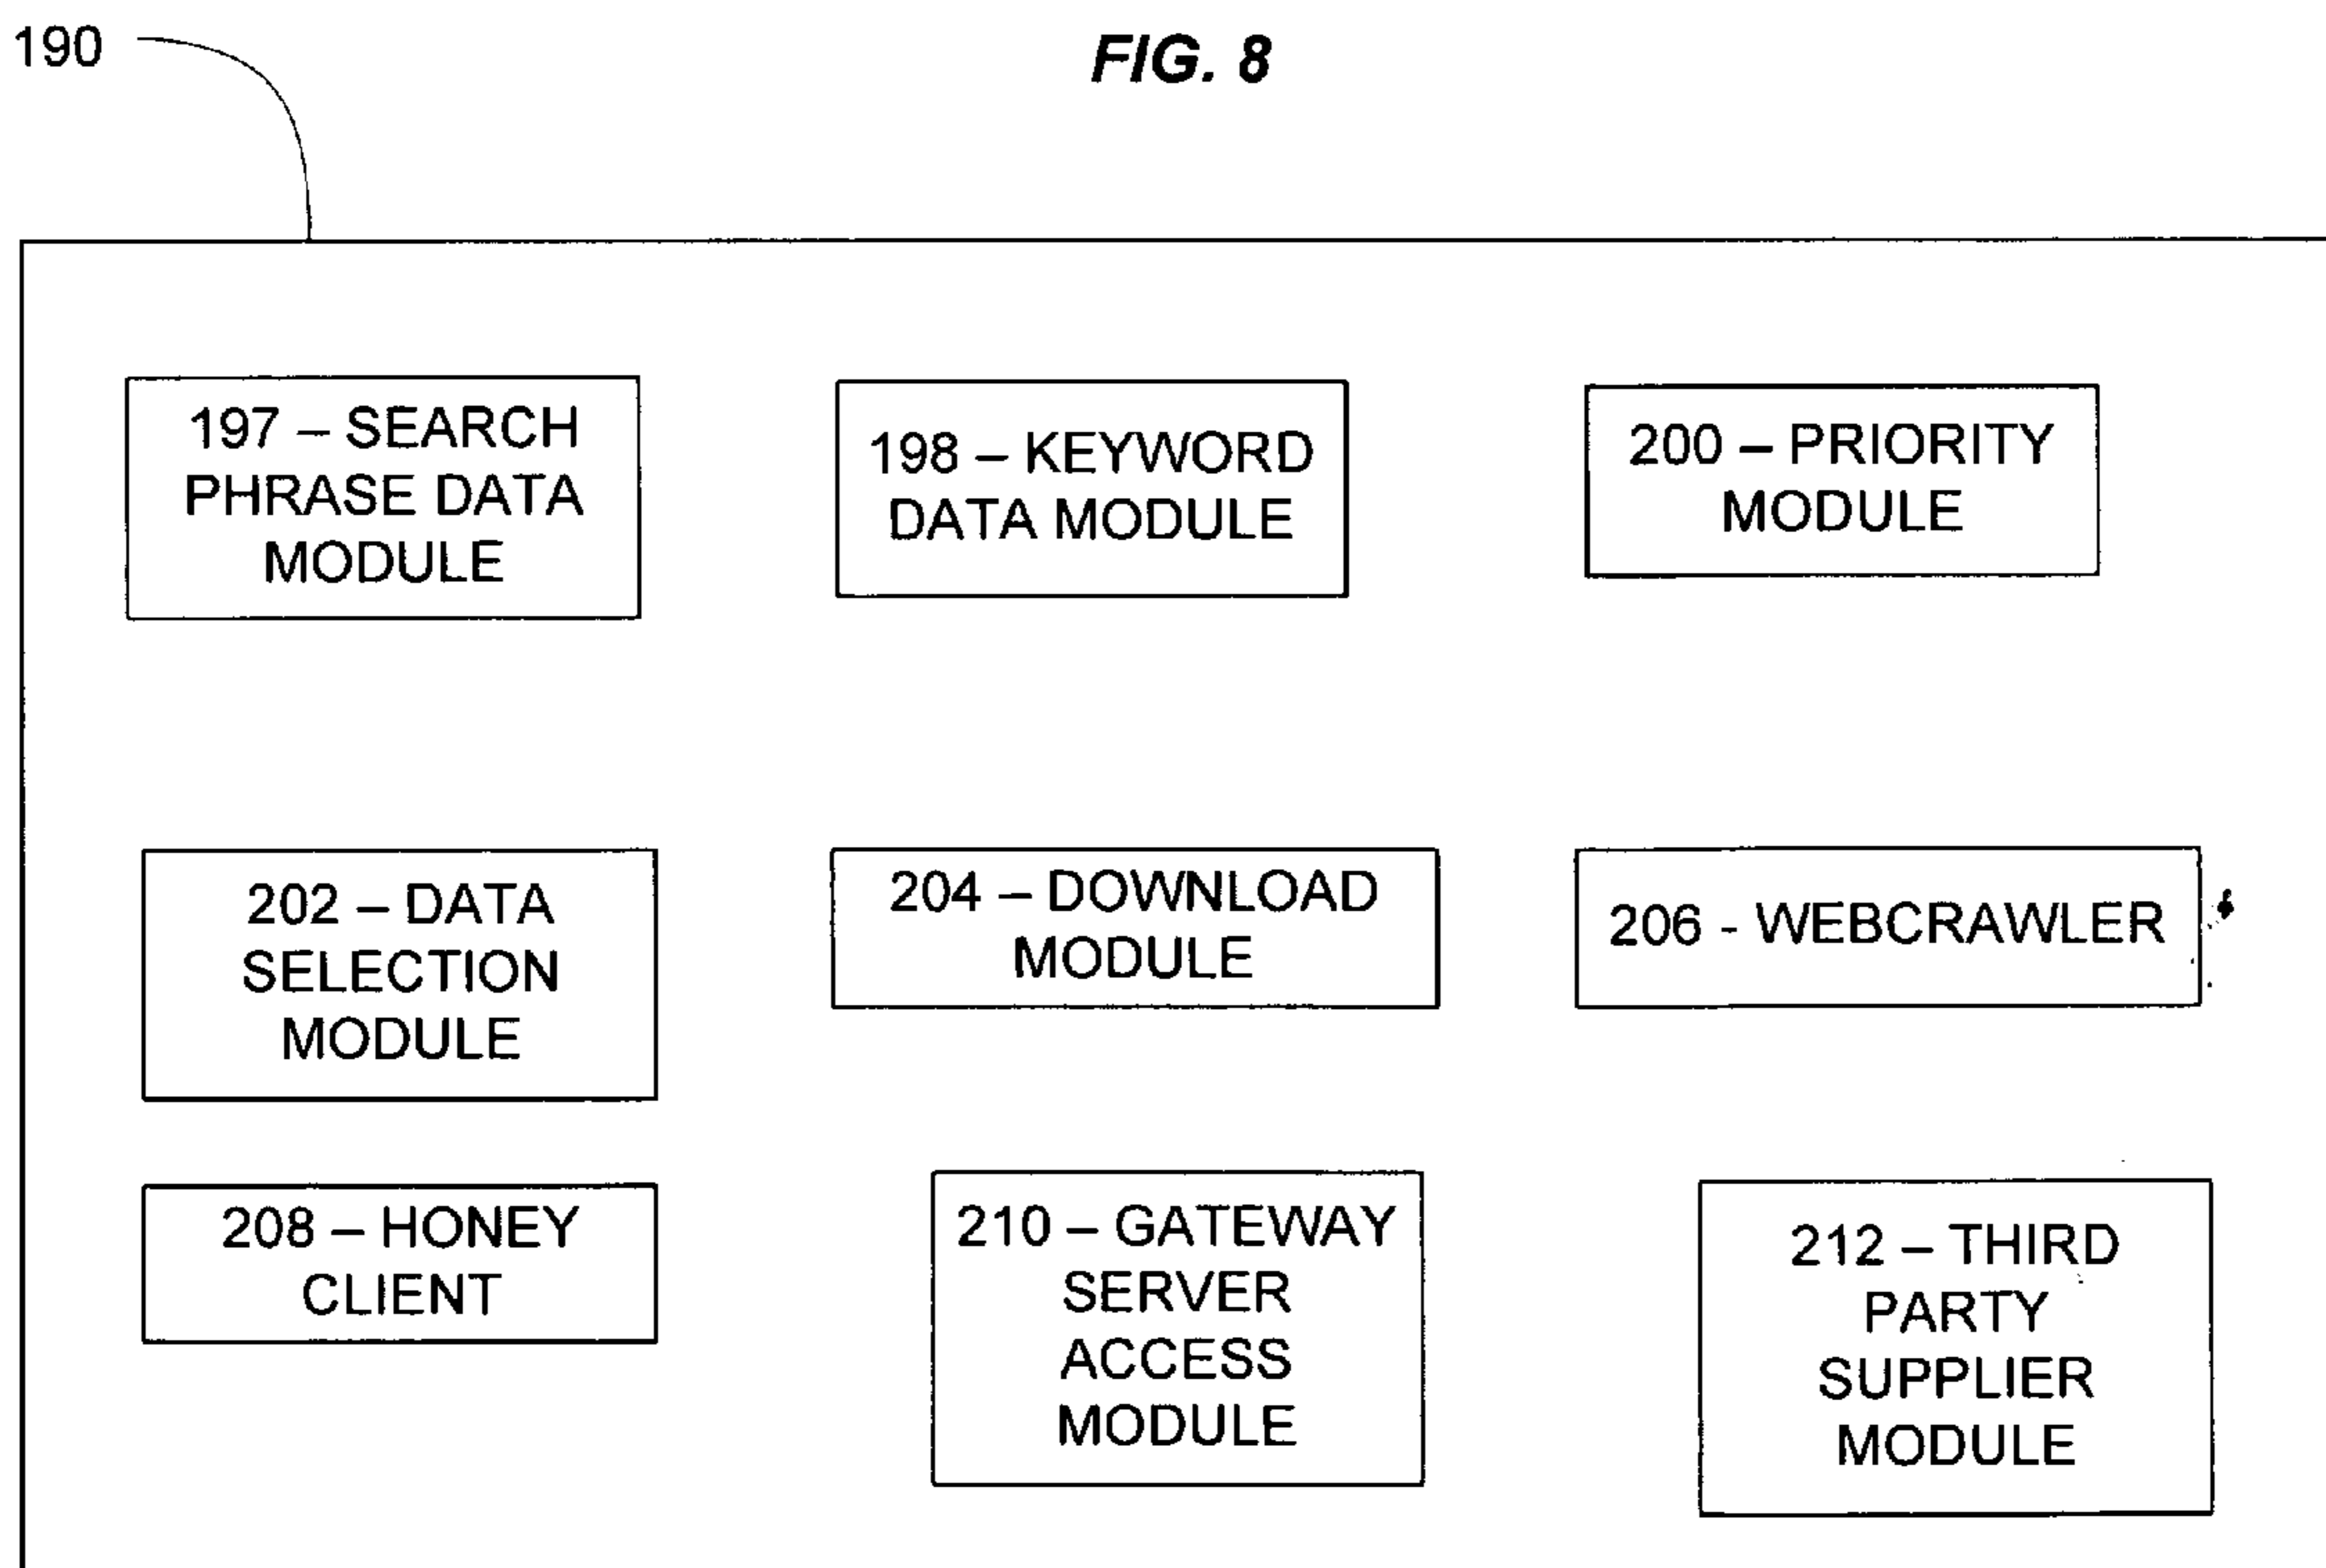 190
FIG. 8
197 – SEARCH
PHRASE DATA
MODULE
198 – KEYWORD
DATA MODULE
200 – PRIORITY
MODULE
202 – DATA
SELECTION
MODULE
204 – DOWNLOAD
MODULE
206 - WEBCRAWLER
208 – HONEY
CLIENT
210 – GATEWAY
SERVER
ACCESS
MODULE
212 – THIRD
PARTY
SUPPLIER
MODULE